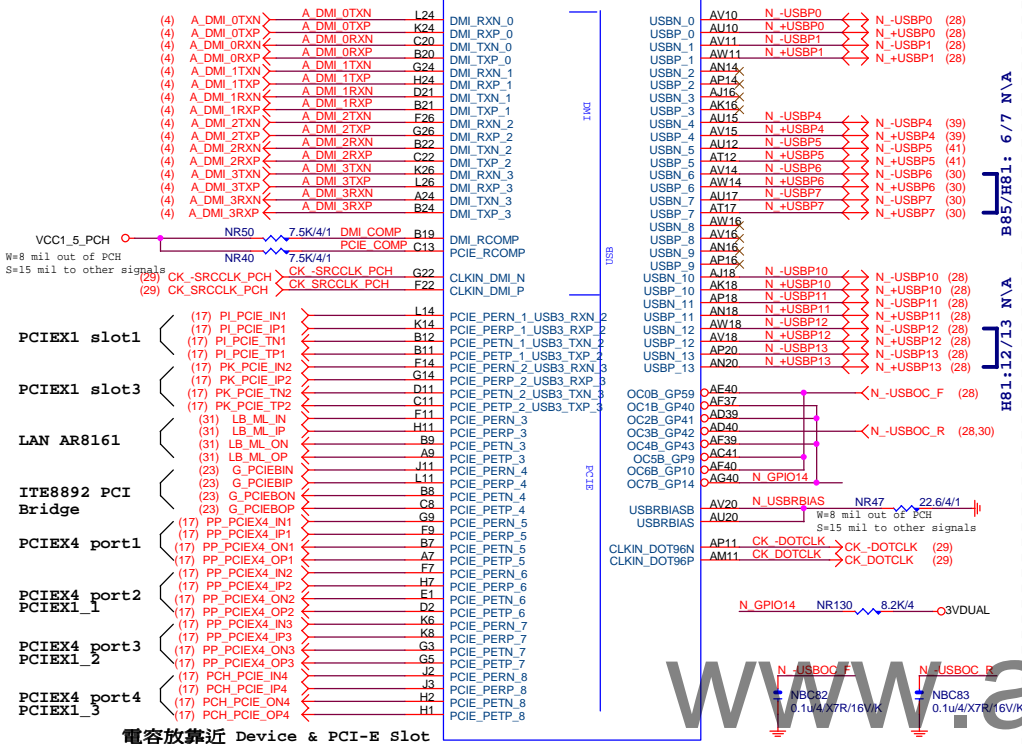 (4) A_DMI_0TXN A_DMI_0TXN L24 DMI_RXN_0
(4) A_DMI_0TXP A_DMI_0TXP K24 DMI_RXP_0
(4) A_DMI_0RXN A_DMI_0RXN C20 DMI_TXN_0
(4) A_DMI_0RXP A_DMI_0RXP B20 DMI_TXP_0
(4) A_DMI_1TXN A_DMI_1TXN G24 DMI_RXN_1
(4) A_DMI_1TXP A_DMI_1TXP H24 DMI_RXP_1
(4) A_DMI_1RXN A_DMI_1RXN D21 DMI_TXN_1
(4) A_DMI_1RXP A_DMI_1RXP B21 DMI_TXP_1
(4) A_DMI_2TXN A_DMI_2TXN F26 DMI_RXN_2
(4) A_DMI_2TXP A_DMI_2TXP G26 DMI_RXP_2
(4) A_DMI_2RXN A_DMI_2RXN B22 DMI_TXN_2
(4) A_DMI_2RXP A_DMI_2RXP C22 DMI_TXP_2
(4) A_DMI_3TXN A_DMI_3TXN K26 DMI_RXN_3
(4) A_DMI_3TXP A_DMI_3TXP L26 DMI_RXP_3
(4) A_DMI_3RXN A_DMI_3RXN A24 DMI_TXN_3
(4) A_DMI_3RXP A_DMI_3RXP B24 DMI_TXP_3
VCC1_5_PCH NR50 7.5K/4/1 DMI_COMP B19 DMI_RCOMP
NR40 7.5K/4/1 PCIE_COMP C13 PCIE_RCOMP
W=8 mil out of PCH
S=15 mil to other signals
(29) CK_-SRCCLK_PCH CK_-SRCCLK_PCH G22 CLKIN_DMI_N
(29) CK_SRCCLK_PCH CK_SRCCLK_PCH F22 CLKIN_DMI_P
PCIEX1 slot1
(17) PI_PCIE_IN1 L14 PCIE_PERN_1_USB3_RXN_2
(17) PI_PCIE_IP1 K14 PCIE_PERP_1_USB3_RXP_2
(17) PI_PCIE_TN1 B12 PCIE_PETN_1_USB3_TXN_2
(17) PI_PCIE_TP1 B11 PCIE_PETP_1_USB3_TXP_2
PCIEX1 slot3
(17) PK_PCIE_IN2 F14 PCIE_PERN_2_USB3_RXN_3
(17) PK_PCIE_IP2 G14 PCIE_PERP_2_USB3_RXP_3
(17) PK_PCIE_TN2 D11 PCIE_PETN_2_USB3_TXN_3
(17) PK_PCIE_TP2 C11 PCIE_PETP_2_USB3_TXP_3
LAN AR8161
(31) LB_ML_IN F11 PCIE_PERN_3
(31) LB_ML_IP H11 PCIE_PERP_3
(31) LB_ML_ON B9 PCIE_PETN_3
(31) LB_ML_OP A9 PCIE_PETP_3
ITE8892 PCI
Bridge
(23) G_PCIEBIN J11 PCIE_PERN_4
(23) G_PCIEBIP L11 PCIE_PERP_4
(23) G_PCIEBON B8 PCIE_PETN_4
(23) G_PCIEBOP C8 PCIE_PETP_4
PCIEX4 port1
(17) PP_PCIEX4_IN1 G9 PCIE_PERN_5
(17) PP_PCIEX4_IP1 F9 PCIE_PERP_5
(17) PP_PCIEX4_ON1 B7 PCIE_PETN_5
(17) PP_PCIEX4_OP1 A7 PCIE_PETP_5
PCIEX4 port2
PCIEX1_1
(17) PP_PCIEX4_IN2 F7 PCIE_PERN_6
(17) PP_PCIEX4_IP2 H7 PCIE_PERP_6
(17) PP_PCIEX4_ON2 E1 PCIE_PETN_6
(17) PP_PCIEX4_OP2 D2 PCIE_PETP_6
PCIEX4 port3
PCIEX1_2
(17) PP_PCIEX4_IN3 K6 PCIE_PERN_7
(17) PP_PCIEX4_IP3 K8 PCIE_PERP_7
(17) PP_PCIEX4_ON3 G3 PCIE_PETN_7
(17) PP_PCIEX4_OP3 G5 PCIE_PETP_7
PCIEX4 port4
PCIEX1_3
(17) PCH_PCIE_IN4 J2 PCIE_PERN_8
(17) PCH_PCIE_IP4 J3 PCIE_PERP_8
(17) PCH_PCIE_ON4 H2 PCIE_PETN_8
(17) PCH_PCIE_OP4 H1 PCIE_PETP_8
電容放靠近 Device & PCI-E Slot
DMI
USB
PCIE
USBN_0 AV10 N_-USBP0 N_-USBP0 (28)
USBP_0 AU10 N_+USBP0 N_+USBP0 (28)
USBN_1 AV11 N_-USBP1 N_-USBP1 (28)
USBP_1 AW11 N_+USBP1 N_+USBP1 (28)
USBN_2 AN14
USBP_2 AP14
USBN_3 AJ16
USBP_3 AK16
USBN_4 AU15 N_-USBP4 N_-USBP4 (39)
USBP_4 AV15 N_+USBP4 N_+USBP4 (39)
USBN_5 AU12 N_-USBP5 N_-USBP5 (41)
USBP_5 AT12 N_+USBP5 N_+USBP5 (41)
USBN_6 AV14 N_-USBP6 N_-USBP6 (30)
USBP_6 AW14 N_+USBP6 N_+USBP6 (30)
USBN_7 AU17 N_-USBP7 N_-USBP7 (30)
USBP_7 AT17 N_+USBP7 N_+USBP7 (30)
B85/H81: 6/7 N\A
USBN_8 AW16
USBP_8 AV16
USBN_9 AN16
USBP_9 AP16
USBN_10 AJ18 N_-USBP10 N_-USBP10 (28)
USBP_10 AK18 N_+USBP10 N_+USBP10 (28)
USBN_11 AP18 N_-USBP11 N_-USBP11 (28)
USBP_11 AN18 N_+USBP11 N_+USBP11 (28)
USBN_12 AW18 N_-USBP12 N_-USBP12 (28)
USBP_12 AV18 N_+USBP12 N_+USBP12 (28)
USBN_13 AP20 N_-USBP13 N_-USBP13 (28)
USBP_13 AN20 N_+USBP13 N_+USBP13 (28)
H81:12/13 N\A
OC0B_GP59 AE40 N_-USBOC_F (28)
OC1B_GP40 AF37
OC2B_GP41 AD39
OC3B_GP42 AD40 N_-USBOC_R (28,30)
OC4B_GP43 AF39
OC5B_GP9 AC41
OC6B_GP10 AF40
OC7B_GP14 AG40 N_GPIO14
USBRBIASB AV20 N_USBRBIAS NR47 22.6/4/1
USBRBIAS AU20
W=8 mil out of PCH
S=15 mil to other signals
CLKIN_DOT96N AP11 CK_-DOTCLK CK_-DOTCLK (29)
CLKIN_DOT96P AM11 CK_DOTCLK CK_DOTCLK (29)
N_GPIO14 NR130 8.2K/4 3VDUAL
N_-USBOC_F N_-USBOC_R
NBC82 NBC83
0.1u/4/X7R/16V/K 0.1u/4/X7R/16V/K
www.a